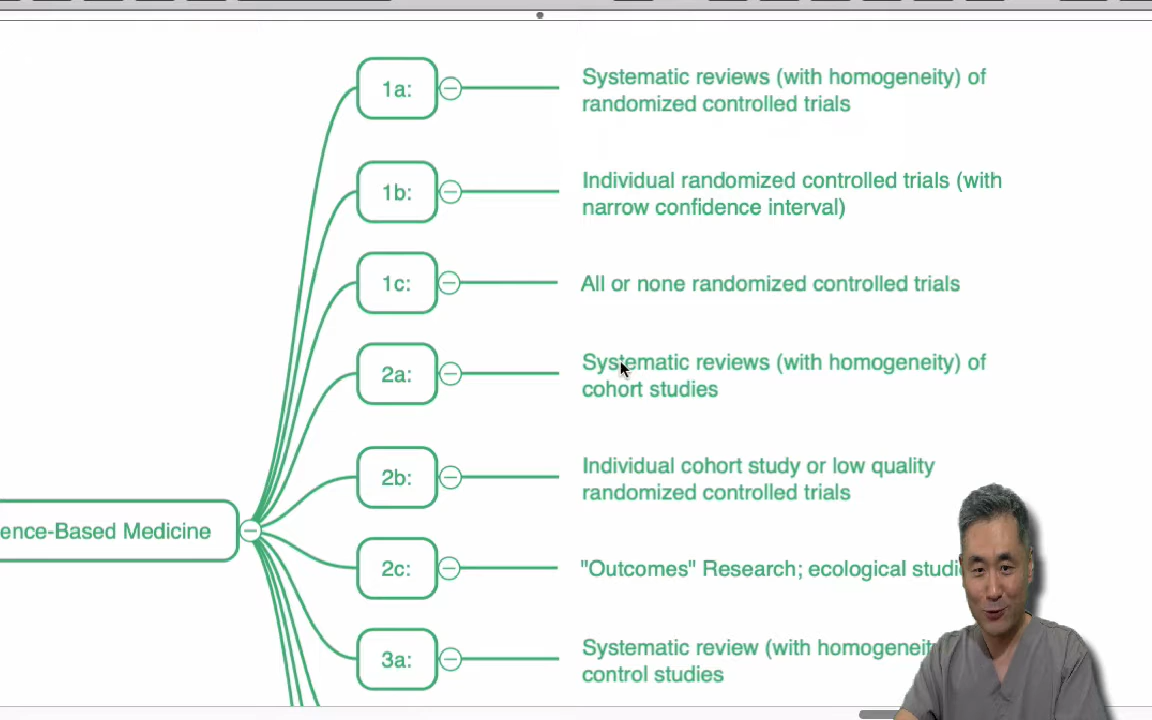 1a:
Systematic reviews (with homogeneity) of
randomized controlled trials
1b:
Individual randomized controlled trials (with
narrow confidence interval)
1c:
All or none randomized controlled trials
2a:
Systematic reviews (with homogeneity) of
cohort studies
2b:
Individual cohort study or low quality
randomized controlled trials
ence-Based Medicine
2c:
"Outcomes" Research; ecological
3a:
Systematic review (with
control studies